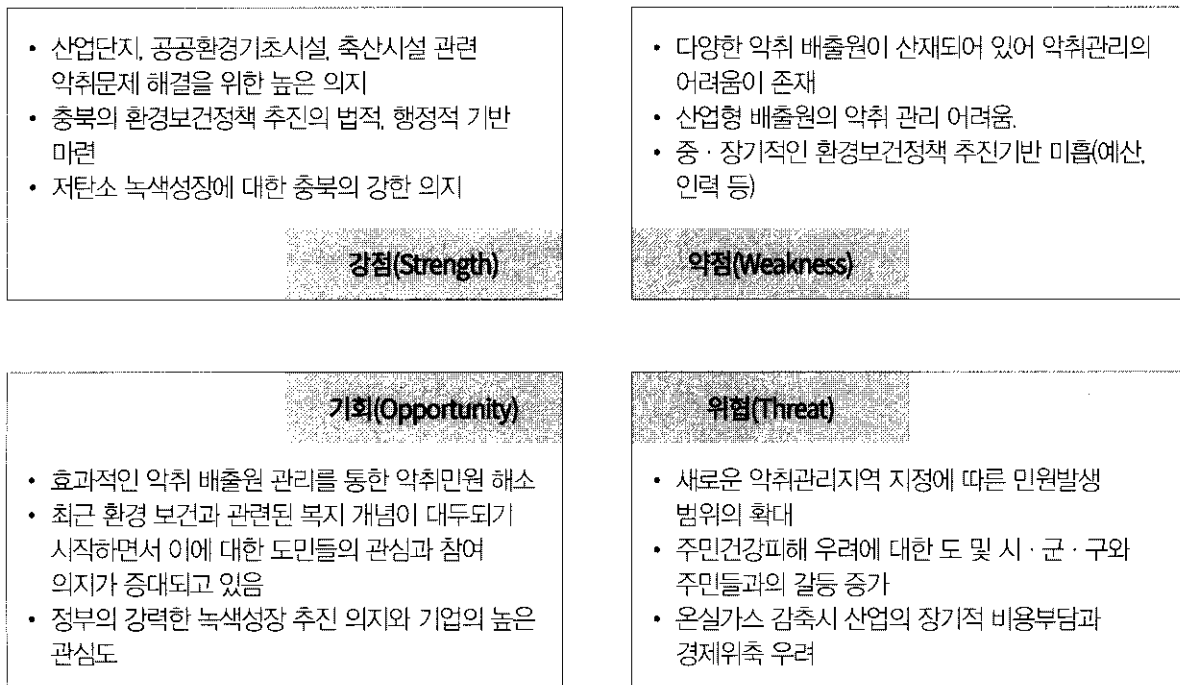 • 산업단지, 공공환경기초시설, 축산시설 관련
악취문제 해결을 위한 높은 의지
• 충북의 환경보건정책 추진의 법적, 행정적 기반
마련
• 저탄소 녹색성장에 대한 충북의 강한 의지
강점(Strength)
• 다양한 악취 배출원이 산재되어 있어 악취관리의
어려움이 존재
• 산업형 배출원의 악취 관리 어려움.
• 중 · 장기적인 환경보건정책 추진기반 미흡(예산,
인력 등)
약점(Weakness)
기회(Opportunity)
• 효과적인 악취 배출원 관리를 통한 악취민원 해소
• 최근 환경 보건과 관련된 복지 개념이 대두되기
시작하면서 이에 대한 도민들의 관심과 참여
의지가 증대되고 있음
• 정부의 강력한 녹색성장 추진 의지와 기업의 높은
관심도
위협(Threat)
• 새로운 악취관리지역 지정에 따른 민원발생
범위의 확대
• 주민건강피해 우려에 대한 도 및 시 · 군 · 구와
주민들과의 갈등 증가
• 온실가스 감축시 산업의 장기적 비용부담과
경제위축 우려